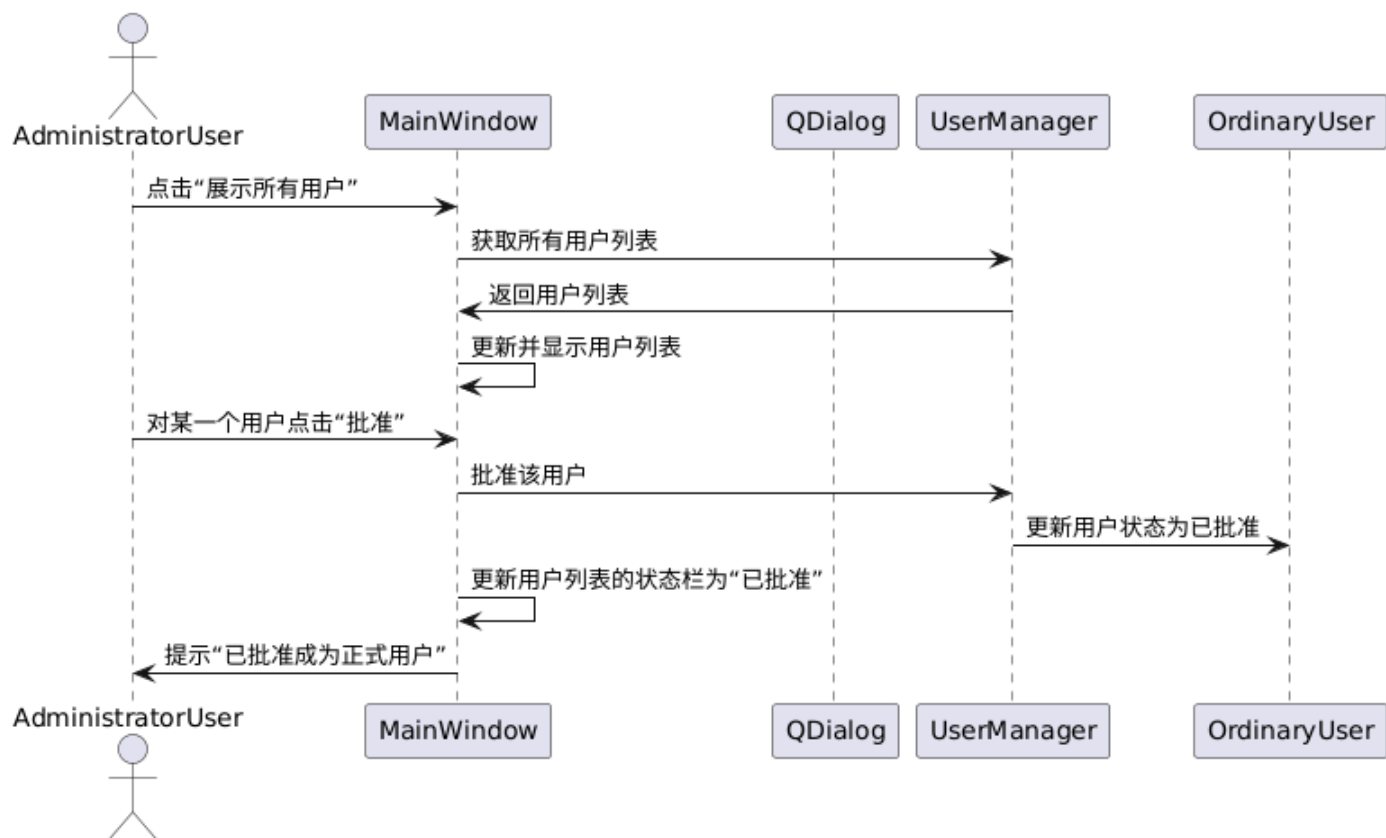 AdministratorUser
MainWindow
QDialog
UserManager
OrdinaryUser
点击“展示所有用户”
获取所有用户列表
返回用户列表
更新并显示用户列表
对某一个用户点击“批准”
批准该用户
更新用户状态为已批准
更新用户列表的状态栏为“已批准”
提示“已批准成为正式用户”
AdministratorUser
MainWindow
QDialog
UserManager
OrdinaryUser